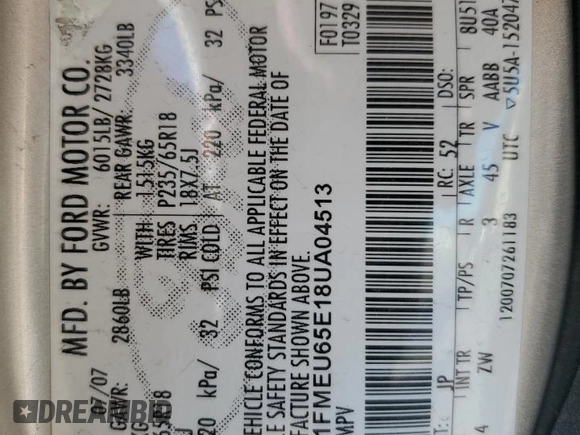 MFD. BY FORD MOTOR CO.
07/07 GVWR: 6015LB/ 2728KG
GAWR: 2860LB REAR GAWR: 3340LB
KG WITH 1515KG
65R18 TIRES P235/65R18
J RIMS 18X7.5J
20 kPa/ 32 PSI COLD AT 220 kPa/ 32 PS
EHICLE CONFORMS TO ALL APPLICABLE FEDERAL MOTOR
E SAFETY STANDARDS IN EFFECT ON THE DATE OF
FACTURE SHOWN ABOVE.
F0197
T0329
1FMEU65E18UA04513
MPV
JP RC: 52 DSO:
INT TR TP/PS R AXLE TR SPR 8U51
4 ZW 3 45 V AABB 40A
1200707261183 UTC ▽5U5A-15204
DREAMBID